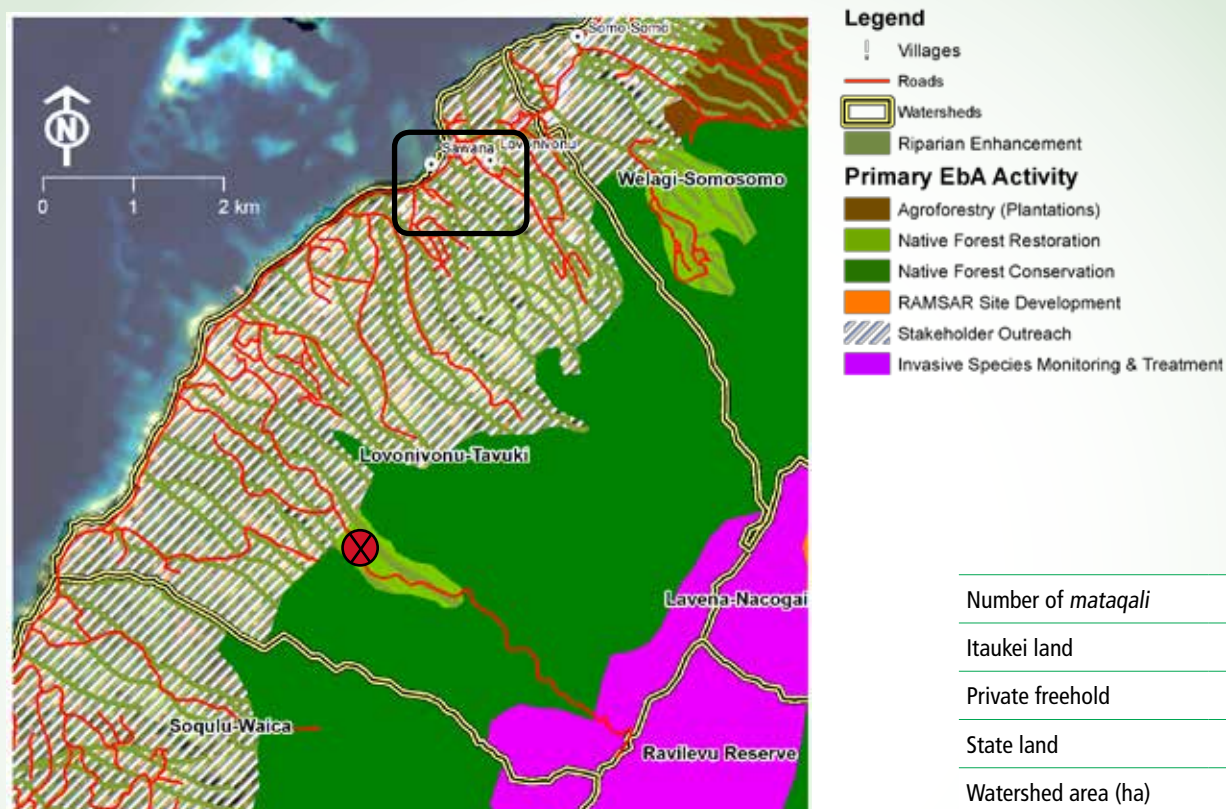 Somo-Somo
Sawana
Lovonivonu
N
0 1 2 km
Welagi-Somosomo
Lovonivonu-Tavuki
Lavena-Nacogai
Soqulu-Waica
Ravilevu Reserve
Legend
Villages
Roads
Watersheds
Riparian Enhancement
Primary EbA Activity
Agroforestry (Plantations)
Native Forest Restoration
Native Forest Conservation
RAMSAR Site Development
Stakeholder Outreach
Invasive Species Monitoring & Treatment
Number of mataqali
Itaukei land
Private freehold
State land
Watershed area (ha)